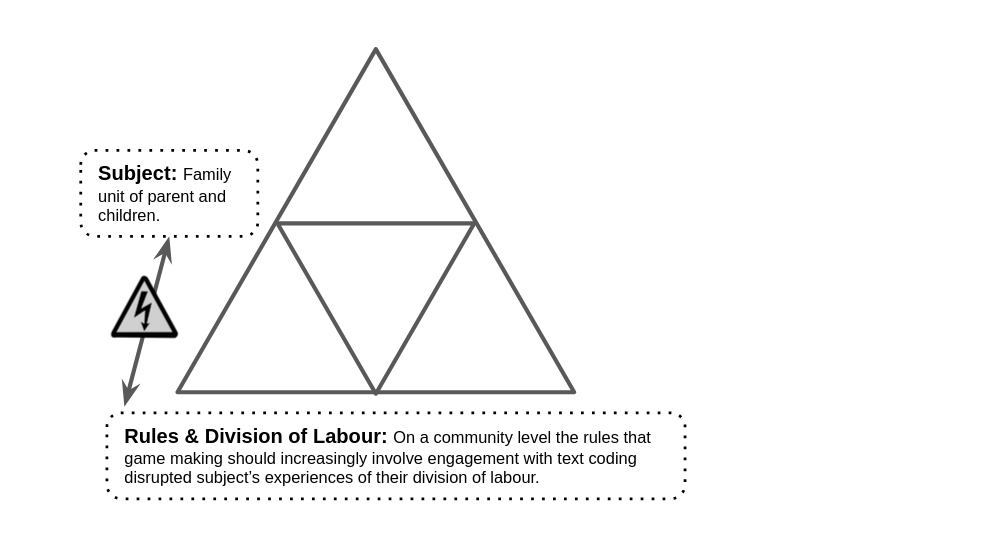 Subject: Family
unit of parent and
children.
Rules & Division of Labour: On a community level the rules that
game making should increasingly involve engagement with text coding
disrupted subject's experiences of their division of labour.